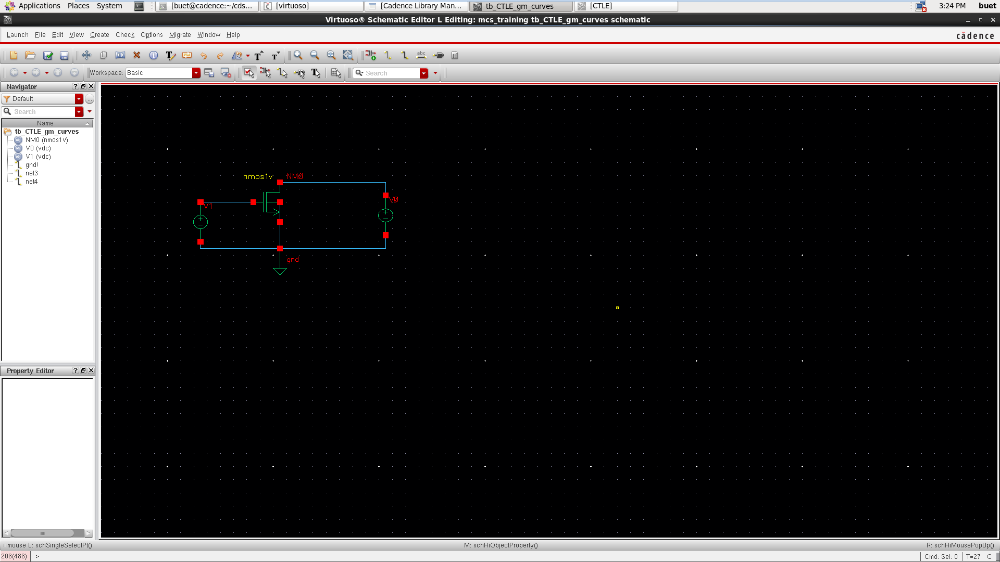 Applications Places System [buet@cadence:~/cds... [virtuoso] [Cadence Library Man... tb_CTLE_gm_curves [CTLE] 3:24 PM buet
Virtuoso® Schematic Editor L Editing: mcs_training tb_CTLE_gm_curves schematic
Launch File Edit View Create Check Options Migrate Window Help cādence
Workspace: Basic Search
Navigator
Default
Search
Name
tb_CTLE_gm_curves
NM0 (nmos1v)
V0 (vdc)
V1 (vdc)
gnd!
net3
net4
nmos1v NM0
V1
V0
gnd
Property Editor
mouse L: schSingleSelectPt() M: schHiObjectProperty() R: schHiMousePopUp()
206(486) > Cmd: Sel: 0 T=27 C